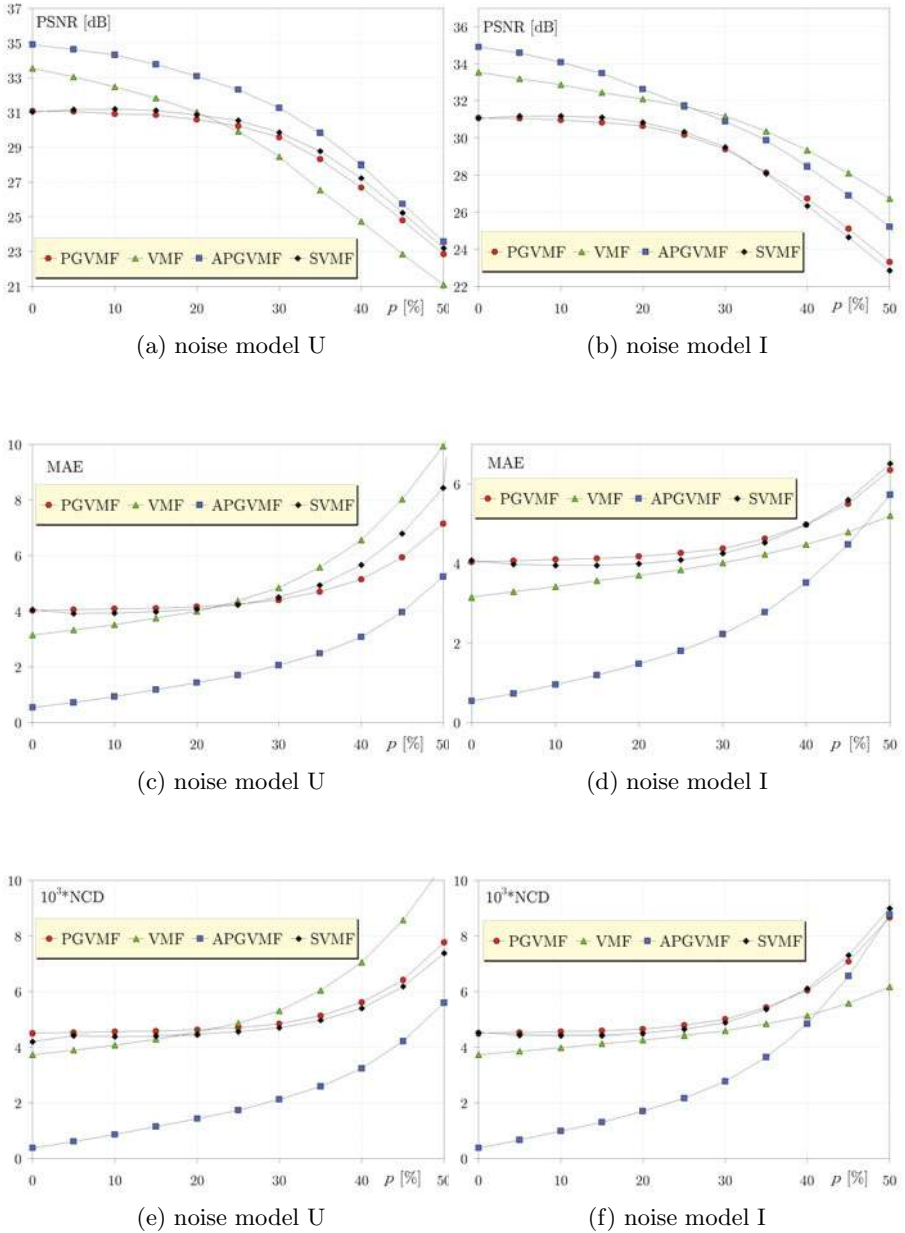 PSNR [dB]
37
35
33
31
29
27
25
23
21
PGVMF VMF APGVMF SVMF
0 10 20 30 40 p [%] 50
(a) noise model U
PSNR [dB]
36
34
32
30
28
26
24
22
PGVMF VMF APGVMF SVMF
0 10 20 30 40 p [%] 50
(b) noise model I
MAE
10
8
6
4
2
0
PGVMF VMF APGVMF SVMF
0 10 20 30 40 p [%] 50
(c) noise model U
MAE
6
4
2
0
PGVMF VMF APGVMF SVMF
0 10 20 30 40 p [%] 50
(d) noise model I
10³*NCD
10
8
6
4
2
0
PGVMF VMF APGVMF SVMF
0 10 20 30 40 p [%] 50
(e) noise model U
10³*NCD
10
8
6
4
2
0
PGVMF VMF APGVMF SVMF
0 10 20 30 40 p [%] 50
(f) noise model I